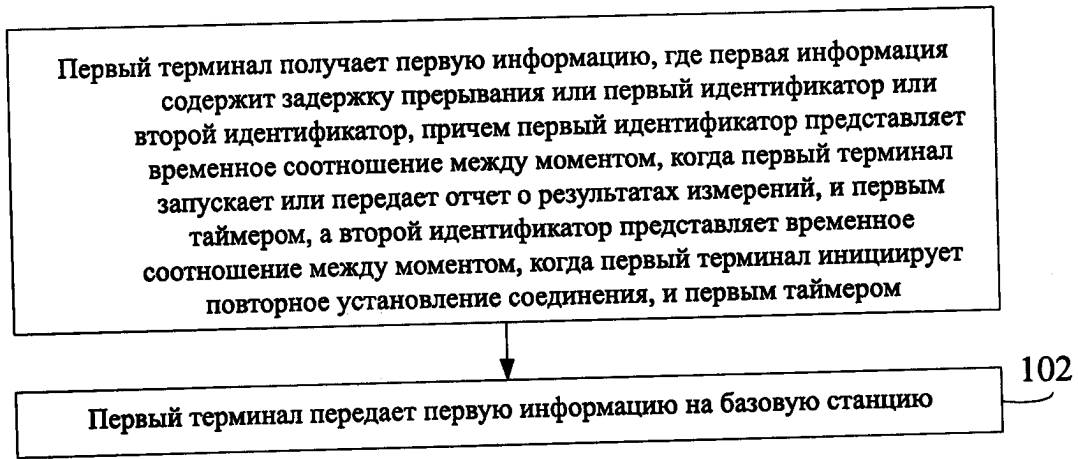 Первый терминал получает первую информацию, где первая информация
содержит задержку прерывания или первый идентификатор или
второй идентификатор, причем первый идентификатор представляет
временное соотношение между моментом, когда первый терминал
запускает или передает отчет о результатах измерений, и первым
таймером, а второй идентификатор представляет временное
соотношение между моментом, когда первый терминал инициирует
повторное установление соединения, и первым таймером
102
Первый терминал передает первую информацию на базовую станцию